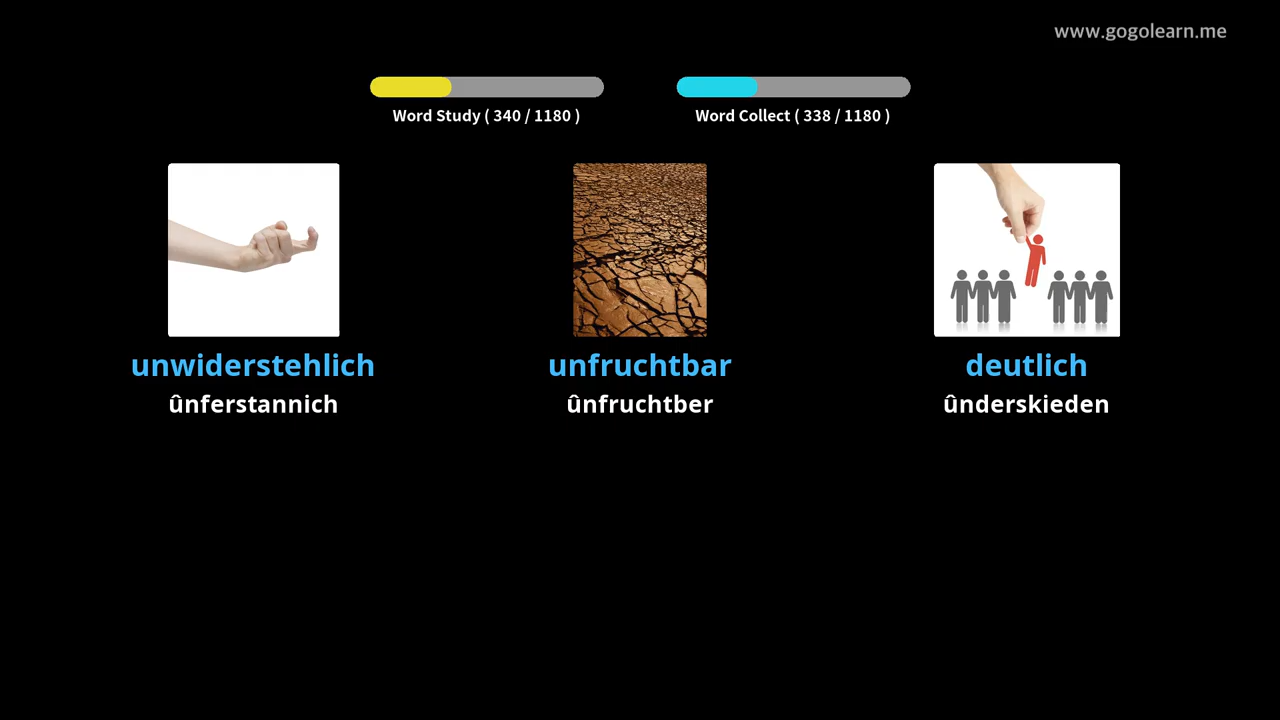 www.gogolearn.me
Word Study ( 340 / 1180 )
Word Collect ( 338 / 1180 )
unwiderstehlich
ûnferstannich
unfruchtbar
ûnfruchtber
deutlich
ûnderskieden